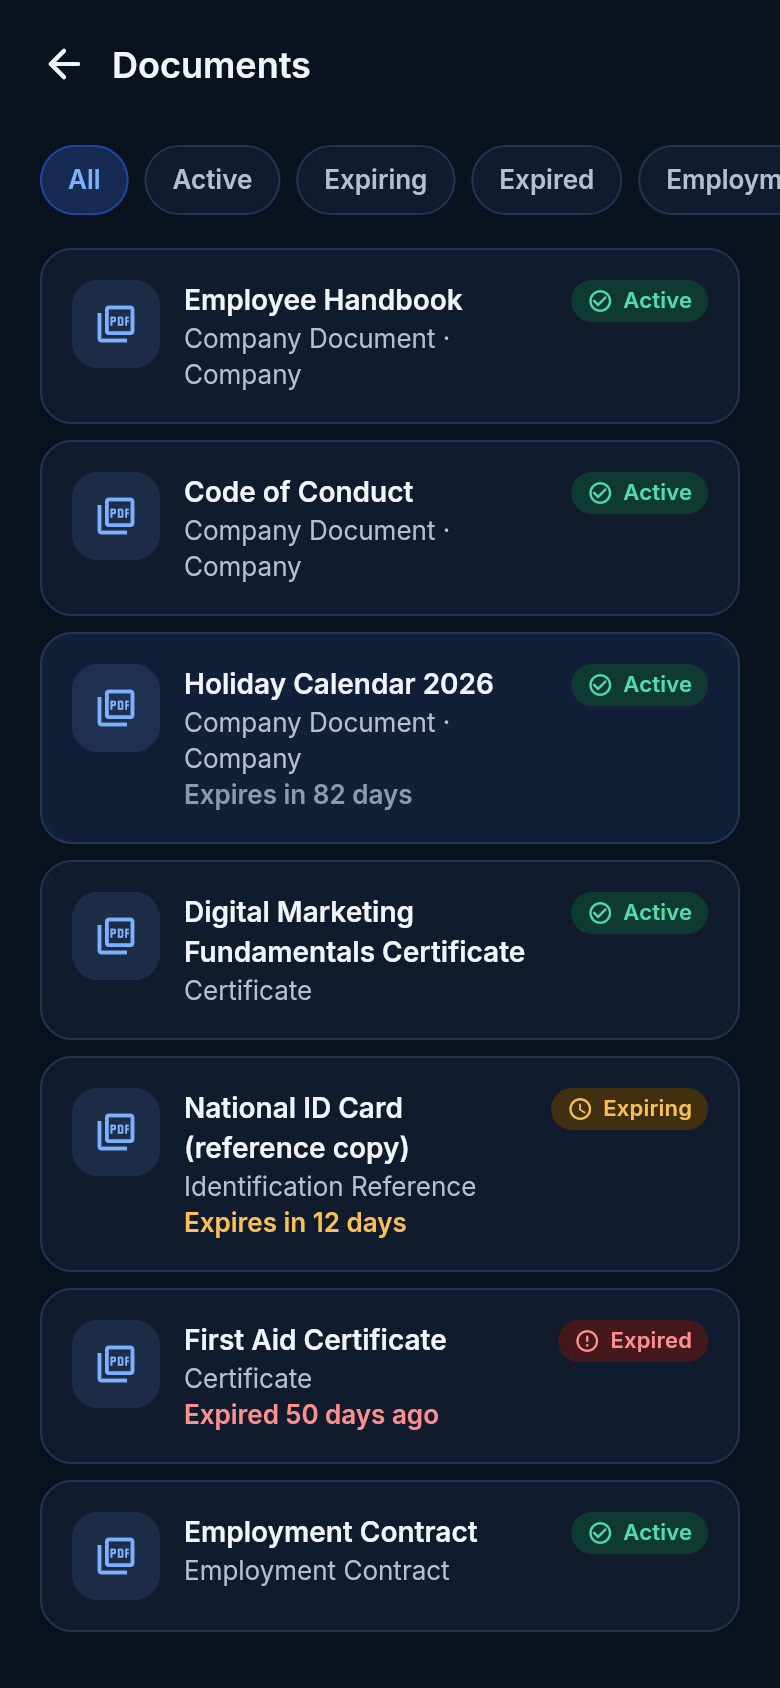 Documents
All
Active
Expiring
Expired
Employm
PDF
Employee Handbook
Active
Company Document ·
Company
PDF
Code of Conduct
Active
Company Document ·
Company
PDF
Holiday Calendar 2026
Active
Company Document ·
Company
Expires in 82 days
PDF
Digital Marketing
Active
Fundamentals Certificate
Certificate
PDF
National ID Card
Expiring
(reference copy)
Identification Reference
Expires in 12 days
PDF
First Aid Certificate
Expired
Certificate
Expired 50 days ago
PDF
Employment Contract
Active
Employment Contract